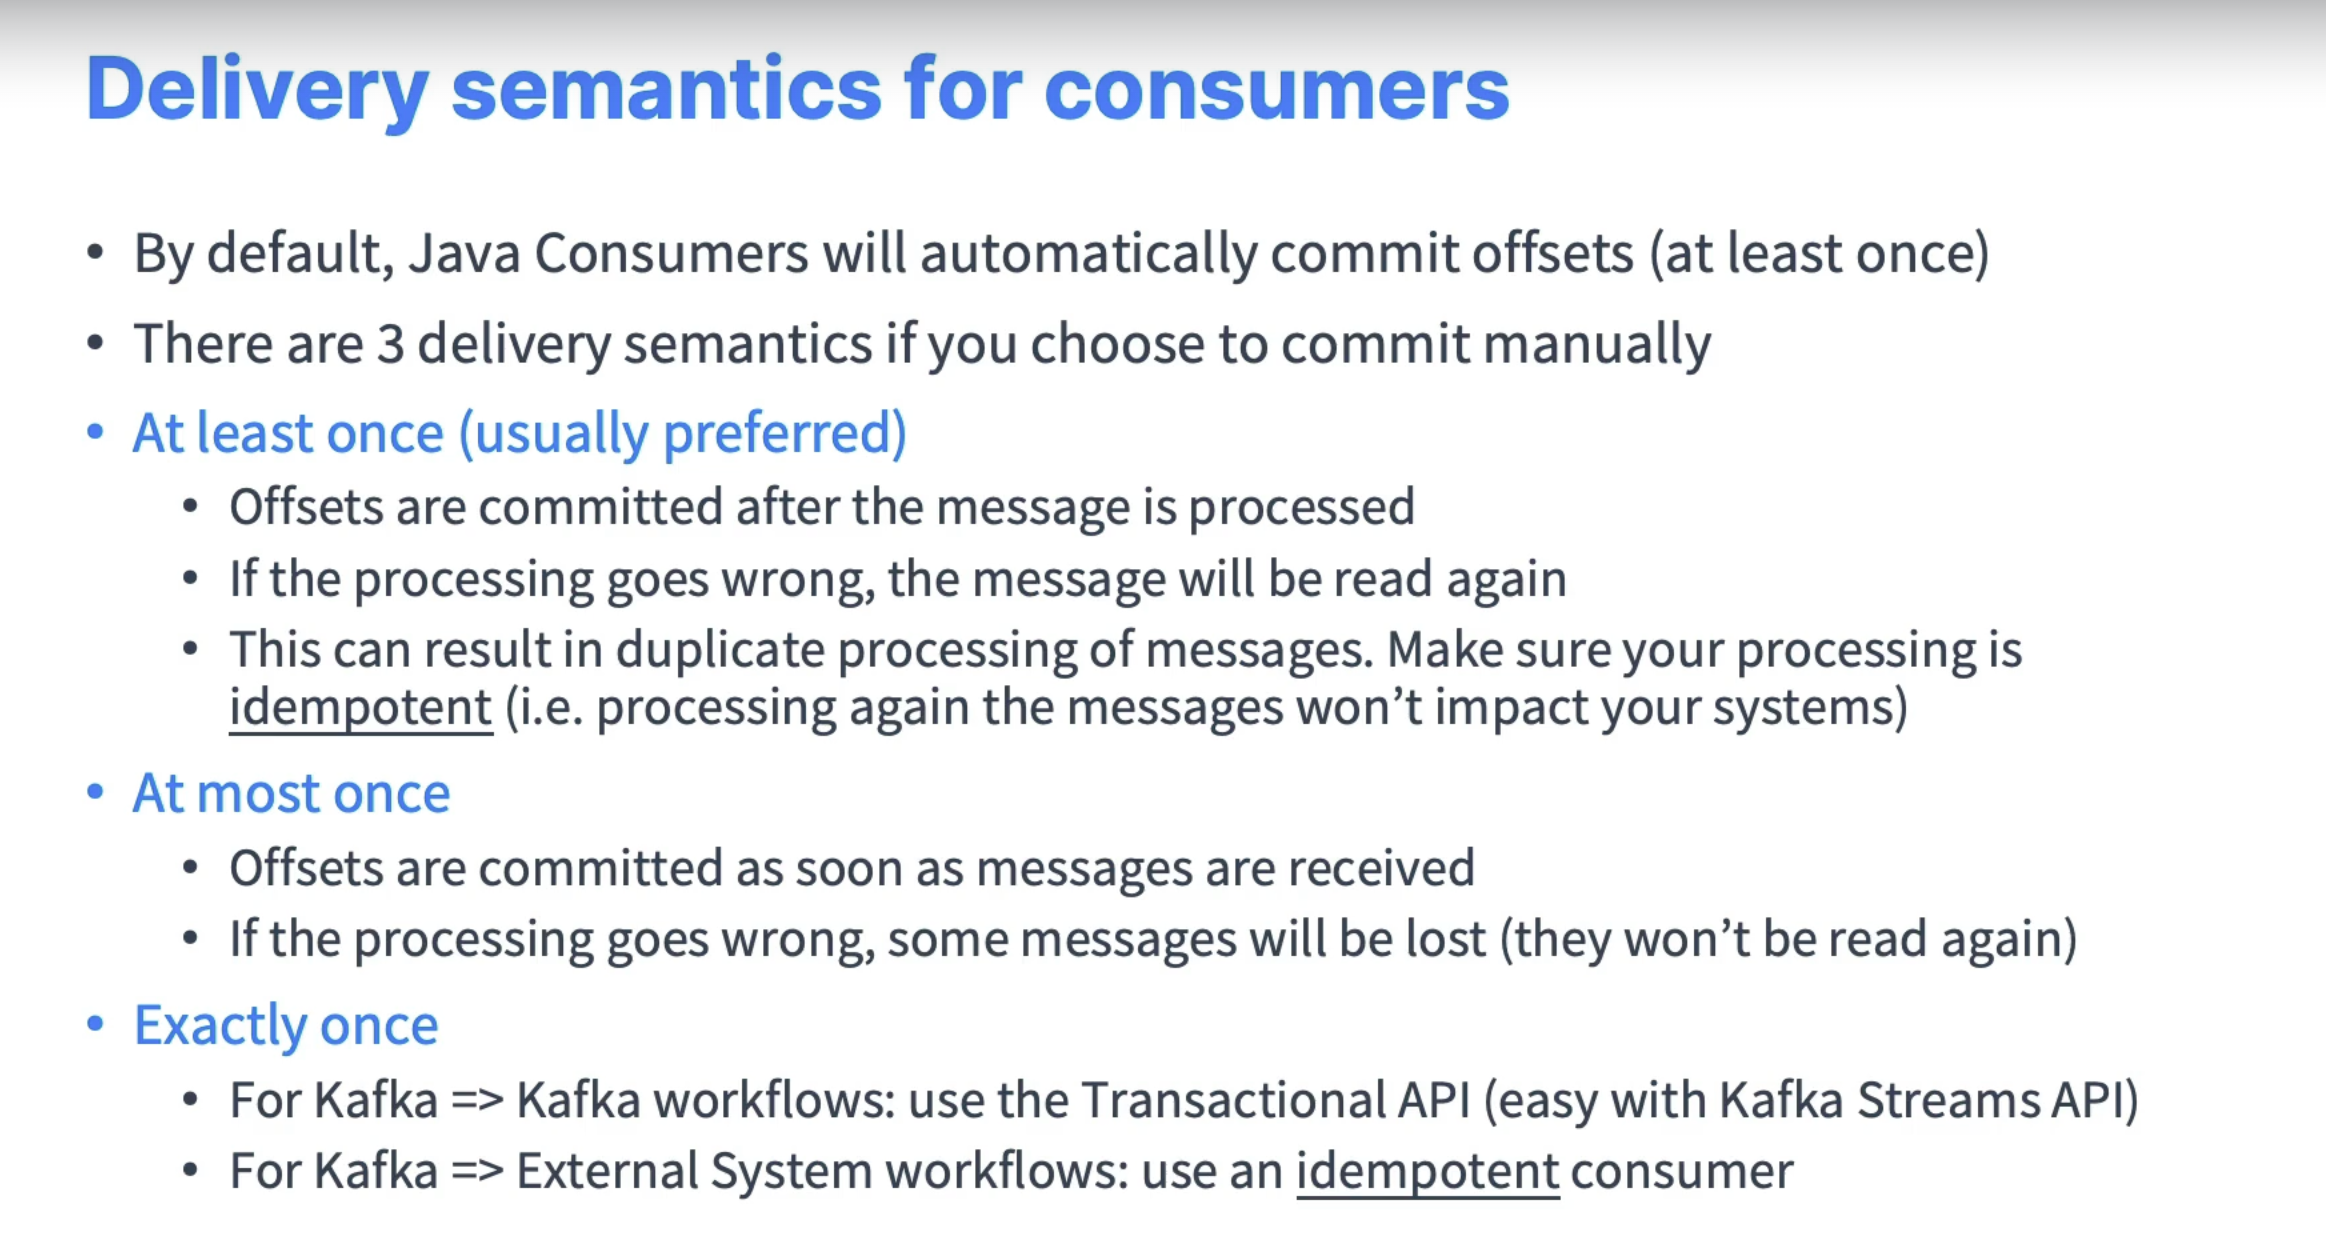 Delivery semantics for consumers
• By default, Java Consumers will automatically commit offsets (at least once)
• There are 3 delivery semantics if you choose to commit manually
• At least once (usually preferred)
• Offsets are committed after the message is processed
• If the processing goes wrong, the message will be read again
• This can result in duplicate processing of messages. Make sure your processing is
idempotent (i.e. processing again the messages won’t impact your systems)
• At most once
• Offsets are committed as soon as messages are received
• If the processing goes wrong, some messages will be lost (they won’t be read again)
• Exactly once
• For Kafka => Kafka workflows: use the Transactional API (easy with Kafka Streams API)
• For Kafka => External System workflows: use an idempotent consumer